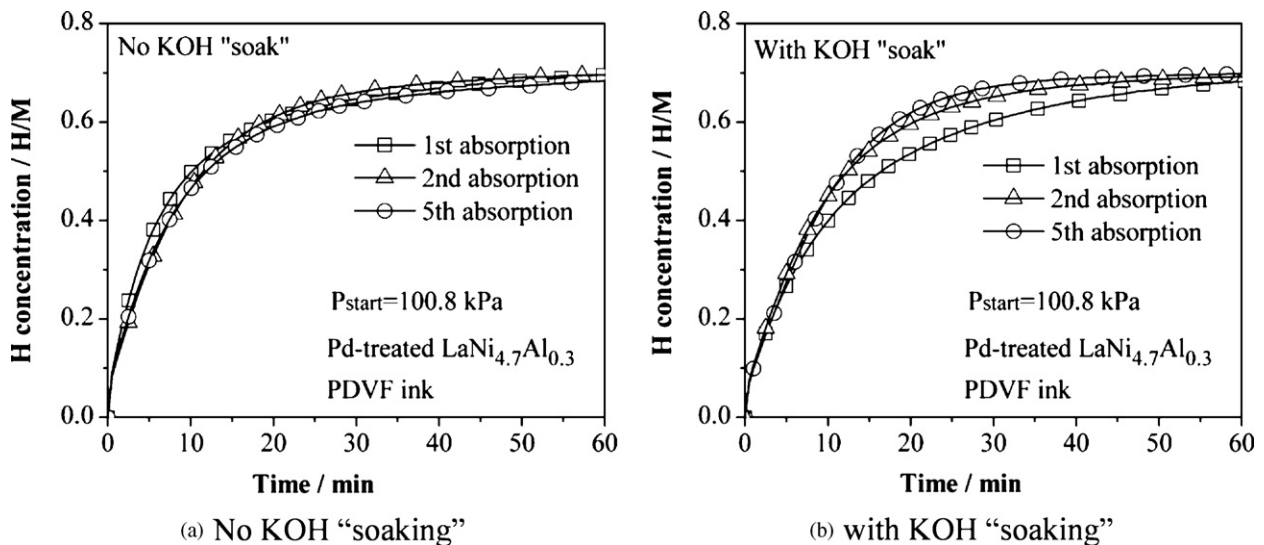 No KOH "soak"
1st absorption
2nd absorption
5th absorption
Pstart=100.8 kPa
Pd-treated LaNi4.7Al0.3
PDVF ink
H concentration / H/M
0.8
0.6
0.4
0.2
0.0
0 10 20 30 40 50 60
Time / min
(a) No KOH “soaking”
With KOH "soak"
1st absorption
2nd absorption
5th absorption
Pstart=100.8 kPa
Pd-treated LaNi4.7Al0.3
PDVF ink
H concentration / H/M
0.8
0.6
0.4
0.2
0.0
0 10 20 30 40 50 60
Time / min
(b) with KOH “soaking”